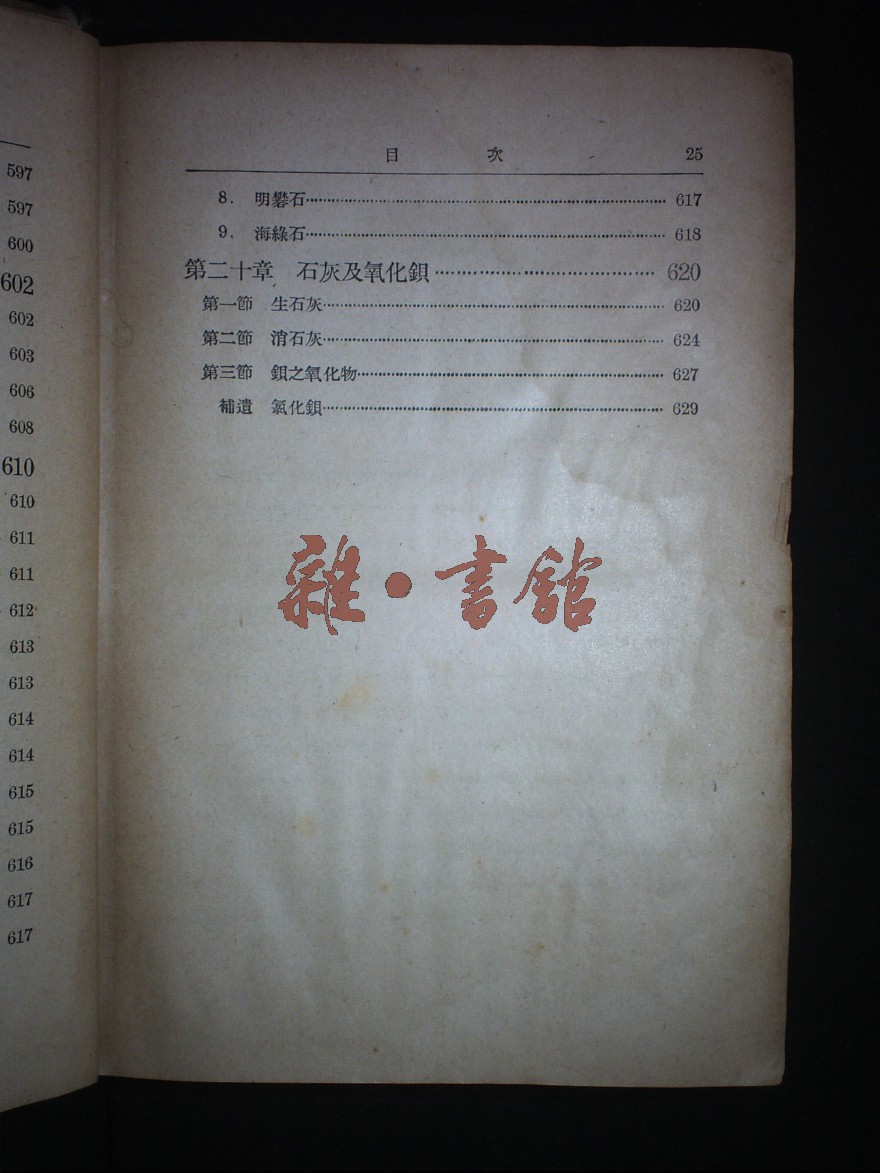 597
597
600
602
602
603
606
608
610
610
611
611
612
613
613
614
614
615
615
616
617
617
目 次 25
8. 明礬石 617
9. 海綠石 618
第二十章 石灰及氧化鋇 620
第一節 生石灰 620
第二節 消石灰 624
第三節 鋇之氧化物 627
補遺 氯化鋇 629
雜·書館